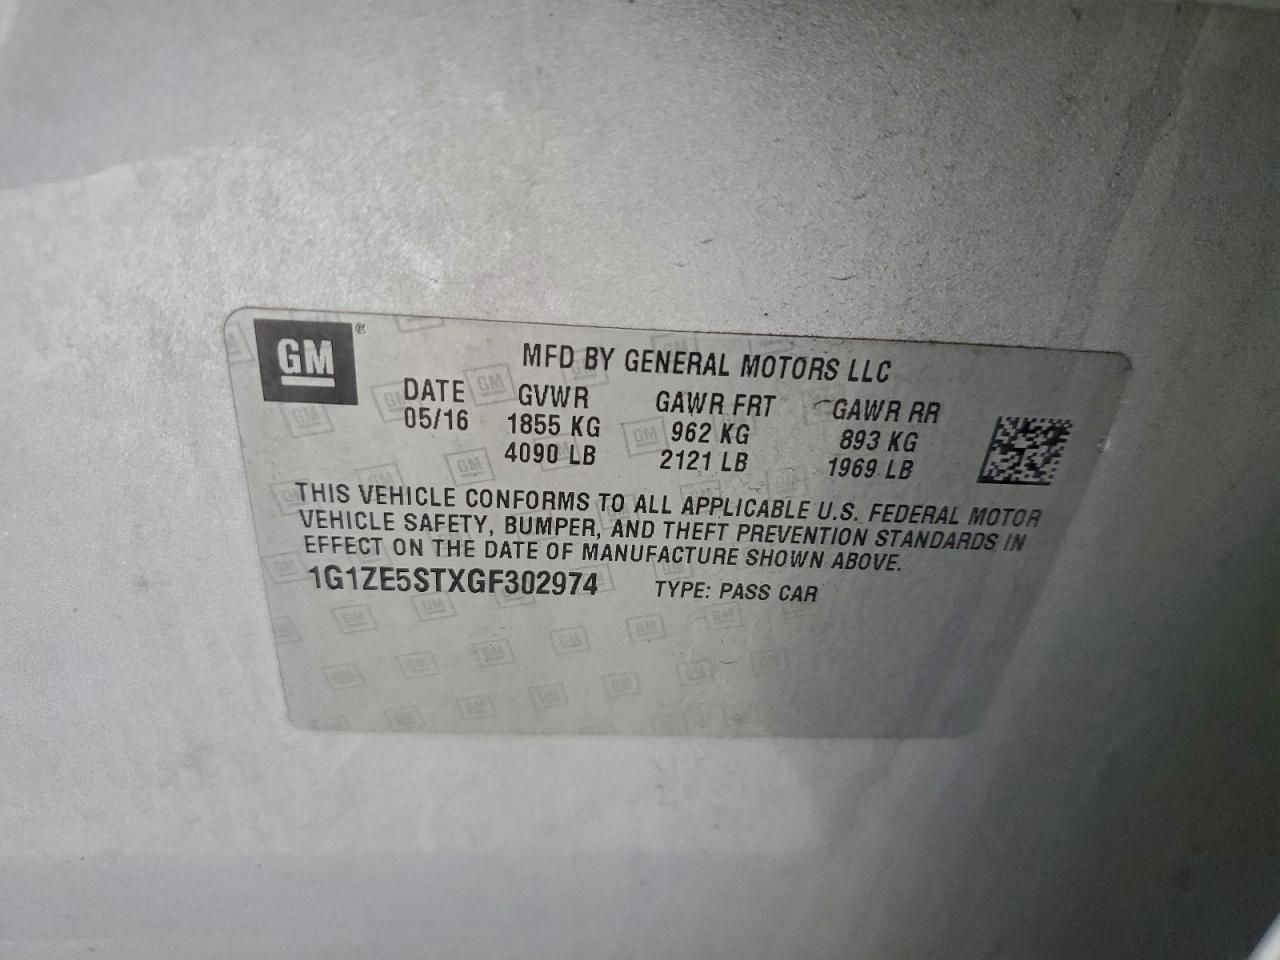 GM
MFD BY GENERAL MOTORS LLC
DATE GVWR GAWR FRT GAWR RR
05/16 1855 KG 962 KG 893 KG
4090 LB 2121 LB 1969 LB
THIS VEHICLE CONFORMS TO ALL APPLICABLE U.S. FEDERAL MOTOR
VEHICLE SAFETY, BUMPER, AND THEFT PREVENTION STANDARDS IN
EFFECT ON THE DATE OF MANUFACTURE SHOWN ABOVE.
1G1ZE5STXGF302974 TYPE: PASS CAR